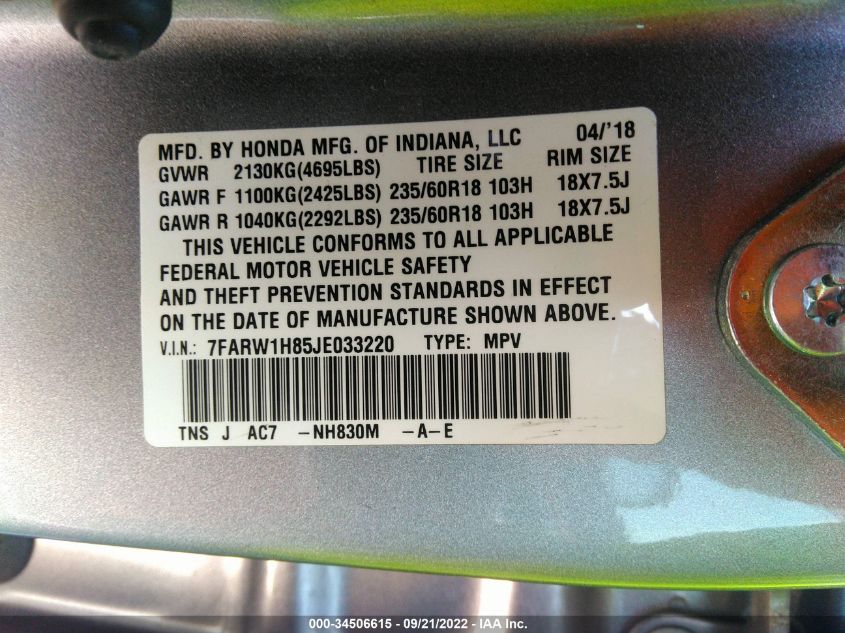 MFD. BY HONDA MFG. OF INDIANA, LLC 04/'18
GVWR 2130KG(4695LBS) TIRE SIZE RIM SIZE
GAWR F 1100KG(2425LBS) 235/60R18 103H 18X7.5J
GAWR R 1040KG(2292LBS) 235/60R18 103H 18X7.5J
THIS VEHICLE CONFORMS TO ALL APPLICABLE
FEDERAL MOTOR VEHICLE SAFETY
AND THEFT PREVENTION STANDARDS IN EFFECT
ON THE DATE OF MANUFACTURE SHOWN ABOVE.
V.I.N.: 7FARW1H85JE033220 TYPE: MPV
TNS J AC7 -NH830M -A-E
000-34506615 - 09/21/2022 - IAA Inc.